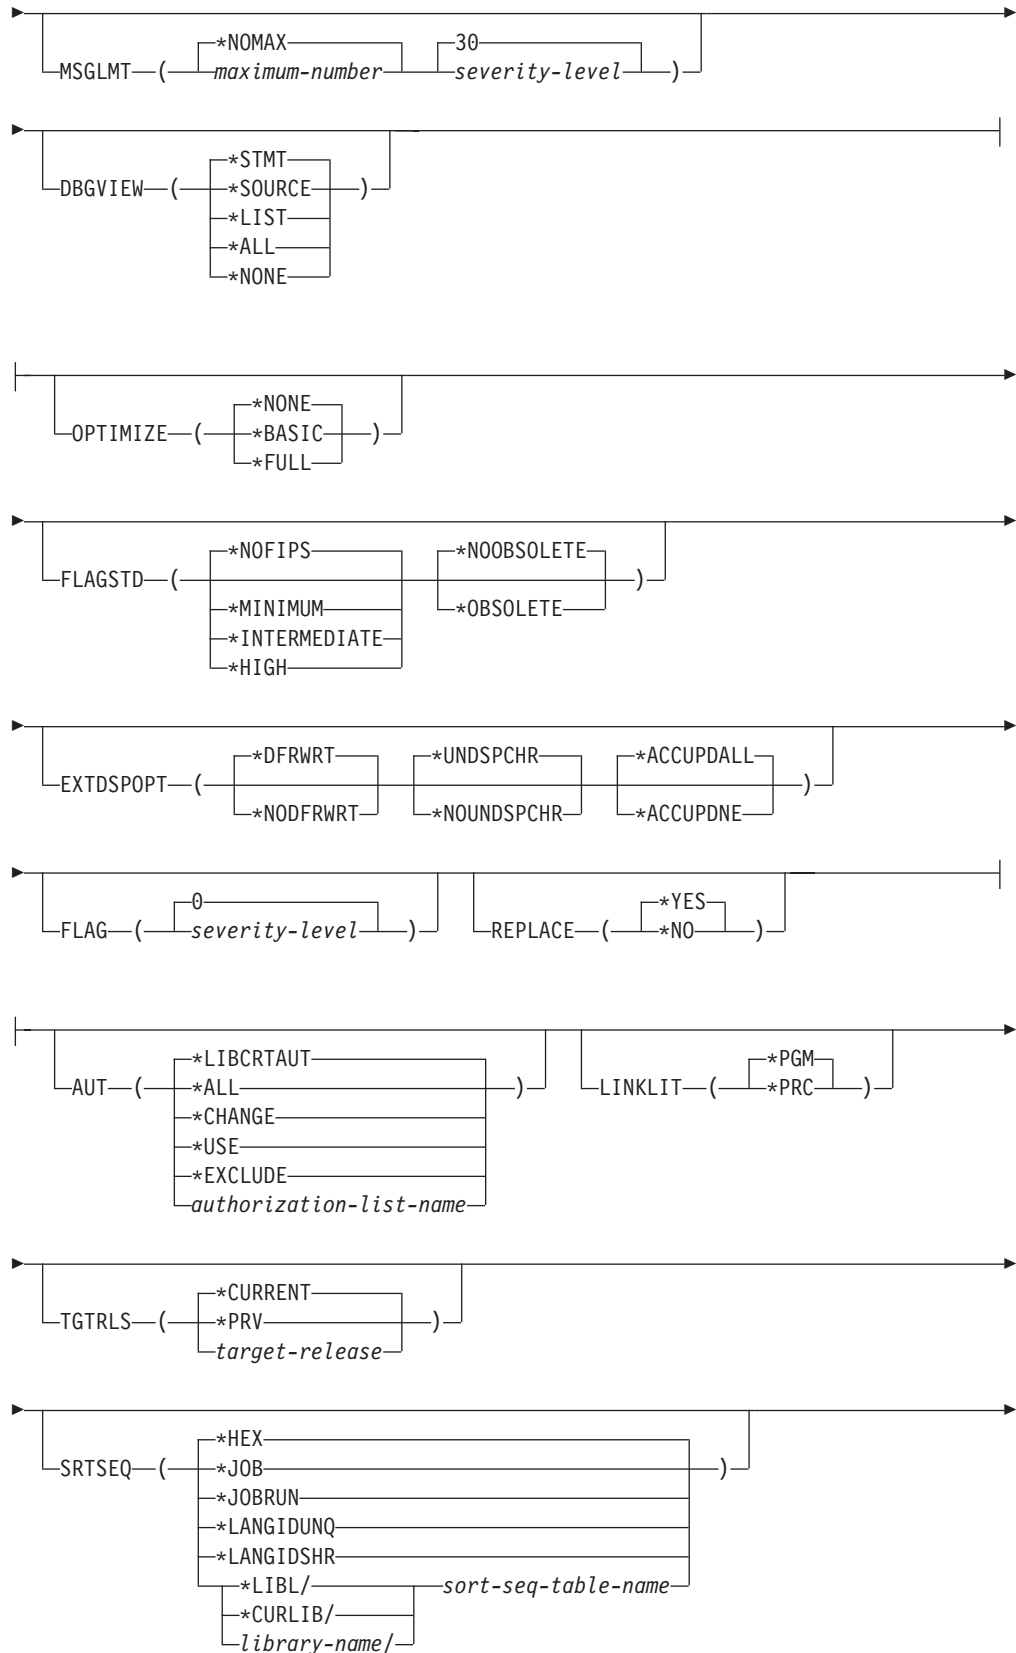 *NOMAX 30
MSGLMT ( maximum-number severity-level )
*STMT
DBGVIEW ( *SOURCE )
*LIST
*ALL
*NONE
*NONE
OPTIMIZE ( *BASIC )
*FULL
*NOFIPS *NOOBSOLETE
FLAGSTD ( )
*MINIMUM *OBSOLETE
*INTERMEDIATE
*HIGH
*DFRWRT *UNDSPCHR *ACCUPDALL
EXTDSPOPT ( )
*NODFRWRT *NOUNDSPCHR *ACCUPDNE
0 *YES
FLAG ( severity-level ) REPLACE ( *NO )
*LIBCRTAUT *PGM
AUT ( *ALL ) LINKLIT ( *PRC )
*CHANGE
*USE
*EXCLUDE
authorization-list-name
*CURRENT
TGTRLS ( *PRV )
target-release
*HEX
SRTSEQ ( *JOB )
*JOBRUN
*LANGIDUNQ
*LANGIDSHR
*LIBL/ sort-seq-table-name
*CURLIB/
library-name/